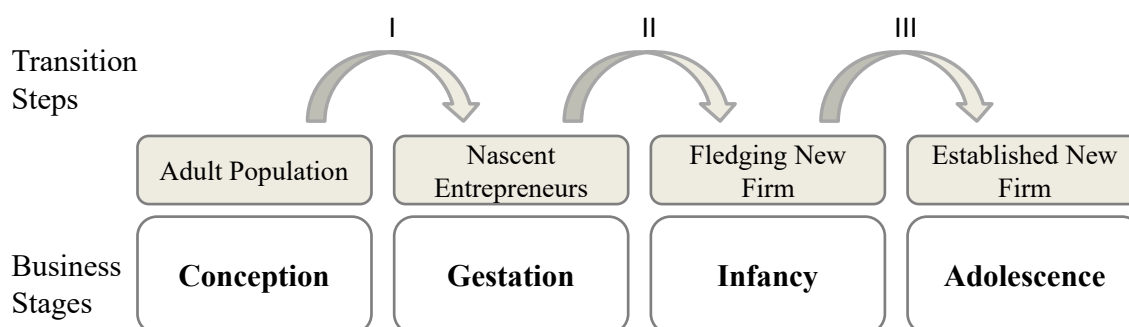 I II III
Transition
Steps
Adult Population
Nascent
Entrepreneurs
Fledging New
Firm
Established New
Firm
Business
Stages
Conception Gestation Infancy Adolescence